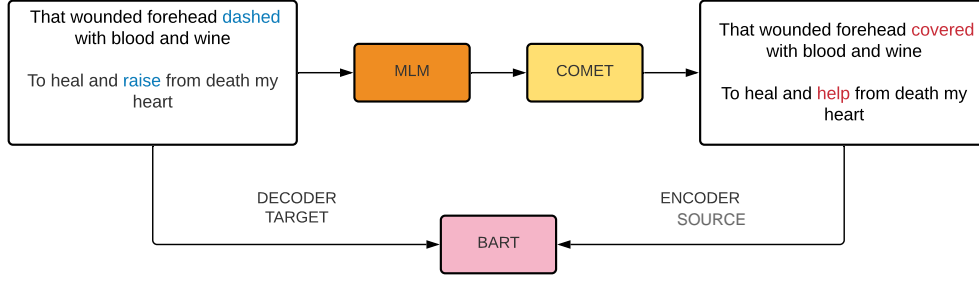 That wounded forehead dashed
with blood and wine
To heal and raise from death my
heart
MLM
COMET
That wounded forehead covered
with blood and wine
To heal and help from death my
heart
DECODER
TARGET
ENCODER
SOURCE
BART